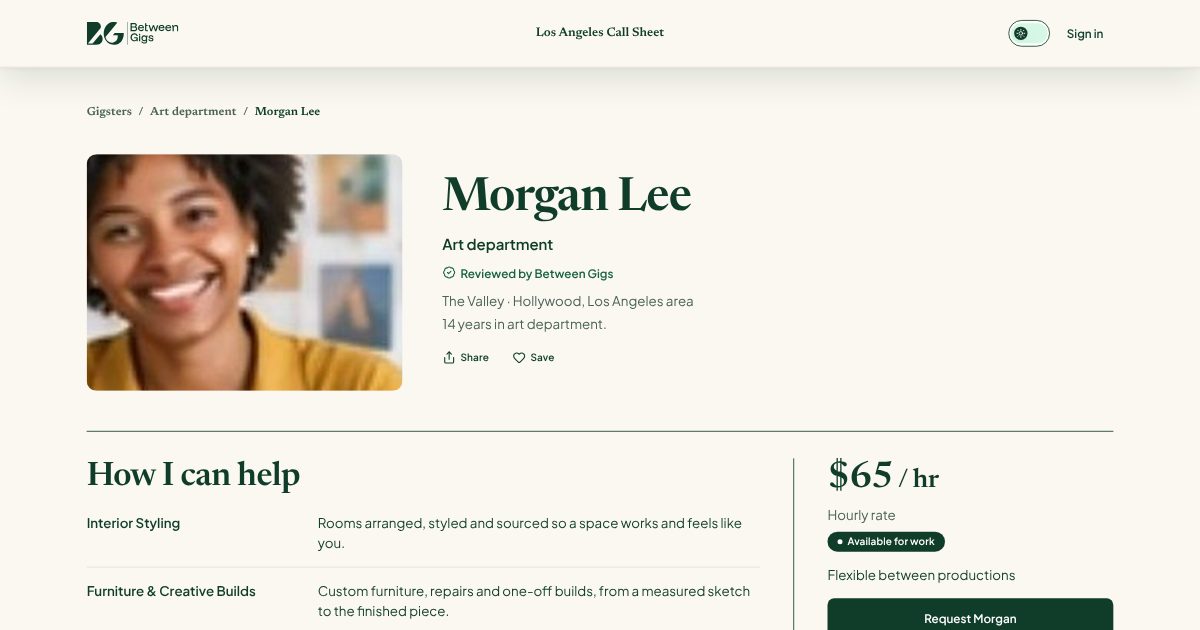 Between
Gigs
Los Angeles Call Sheet
Sign in
Gigsters / Art department / Morgan Lee
Morgan Lee
Art department
Reviewed by Between Gigs
The Valley · Hollywood, Los Angeles area
14 years in art department.
Share
Save
How I can help
Interior Styling
Rooms arranged, styled and sourced so a space works and feels like
you.
Furniture & Creative Builds
Custom furniture, repairs and one-off builds, from a measured sketch
to the finished piece.
$65 / hr
Hourly rate
Available for work
Flexible between productions
Request Morgan